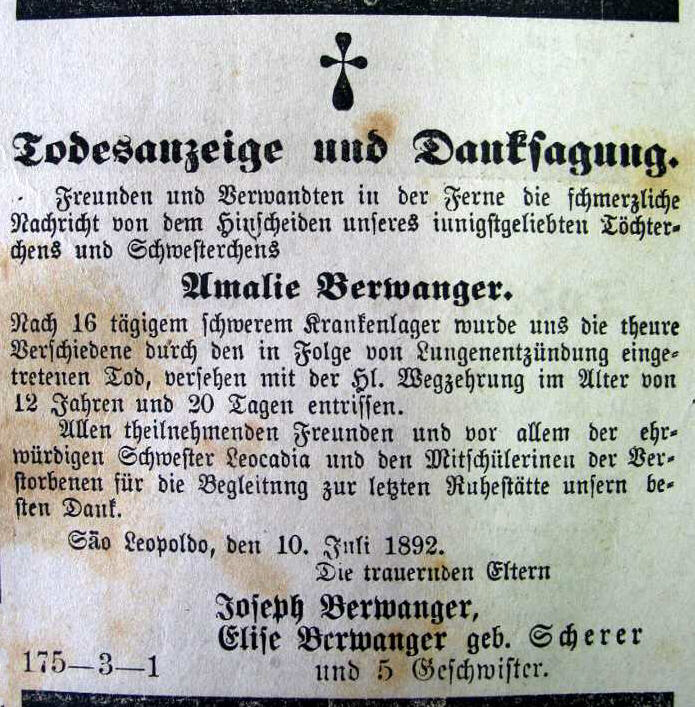 Todesanzeige und Dankſagung.
Freunden und Verwandten in der Ferne die ſchmerzliche
Nachricht von dem Hinſcheiden unſeres innigſtgeliebten Töchter-
chens und Schweſterchens
Amalie Berwanger.
Nach 16 tägigem ſchwerem Krankenlager wurde uns die theure
Verſchiedene durch den in Folge von Lungenentzündung einge-
tretenen Tod, verſehen mit der Hl. Wegzehrung im Alter von
12 Jahren und 20 Tagen entriſſen.
Allen theilnehmenden Freunden und vor allem der ehr-
würdigen Schweſter Leocadia und den Mitſchülerinen der Ver-
ſtorbenen für die Begleitnng zur letzten Ruheſtätte unſern be-
ſten Dank.
São Leopoldo, den 10. Juli 1892.
Die trauernden Eltern
Joſeph Berwanger,
Eliſe Berwanger geb. Scherer
und 5 Geſchwiſter.
175—3—1